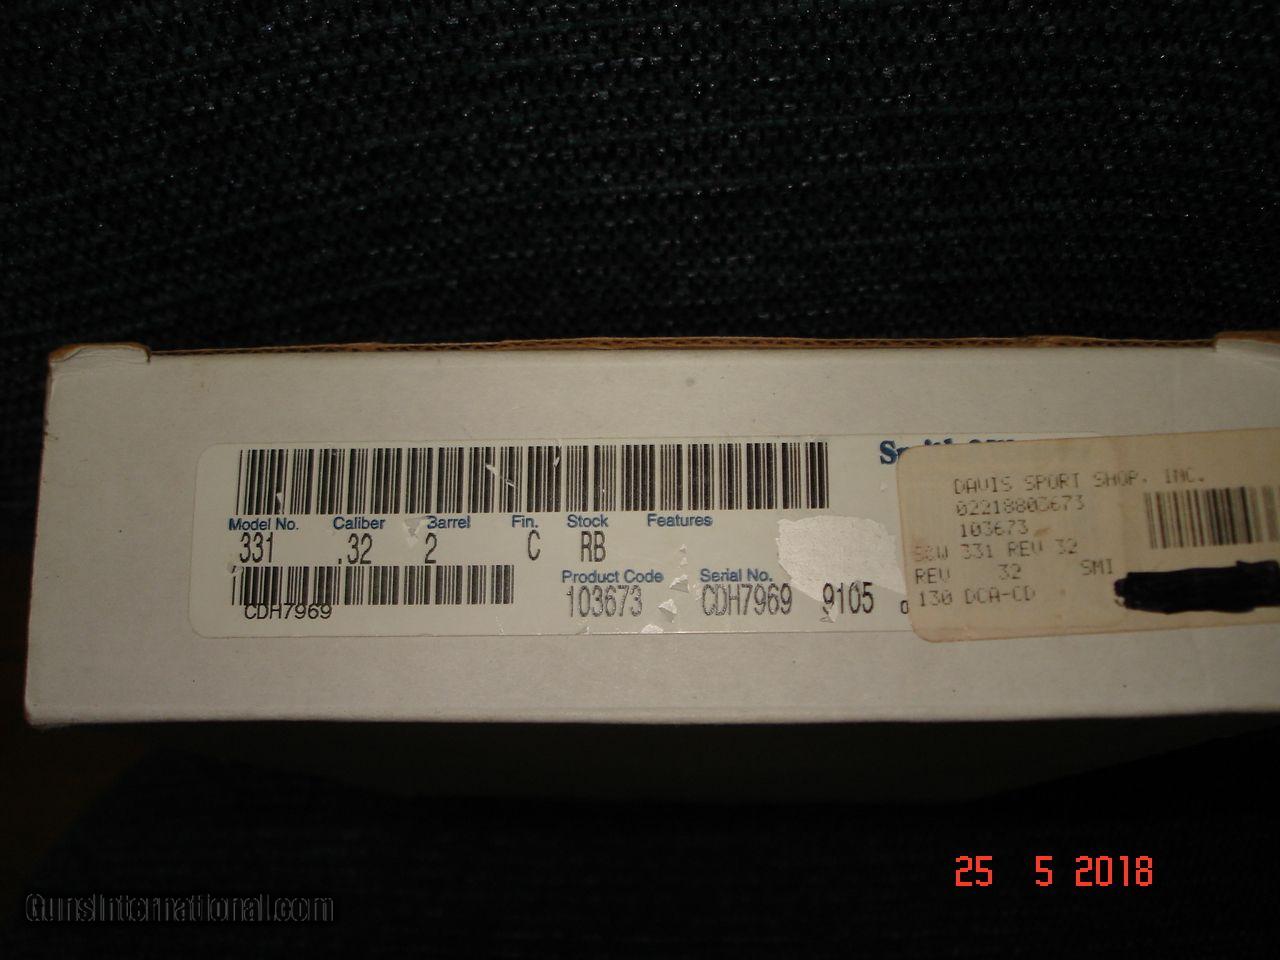 Model No. Caliber Barrel Fin. Stock Features
331 .32 2 C RB
Product Code Serial No.
CDH7969 103673 CDH7969 9105
DAVIS SPORT SHOP, INC.
02218803673
103673
S&W 331 REV 32
REV 32 SMI
130 DCA-CD
25 5 2018
GunsInternational.com